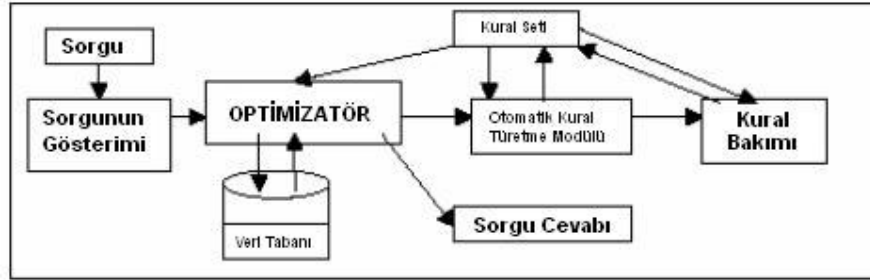 Kural Seti
Sorgu
Sorgunun
Gösterimi
OPTİMİZATÖR
Otomatik Kural
Türetme Modülü
Kural
Bakımı
Veri Tabanı
Sorgu Cevabı